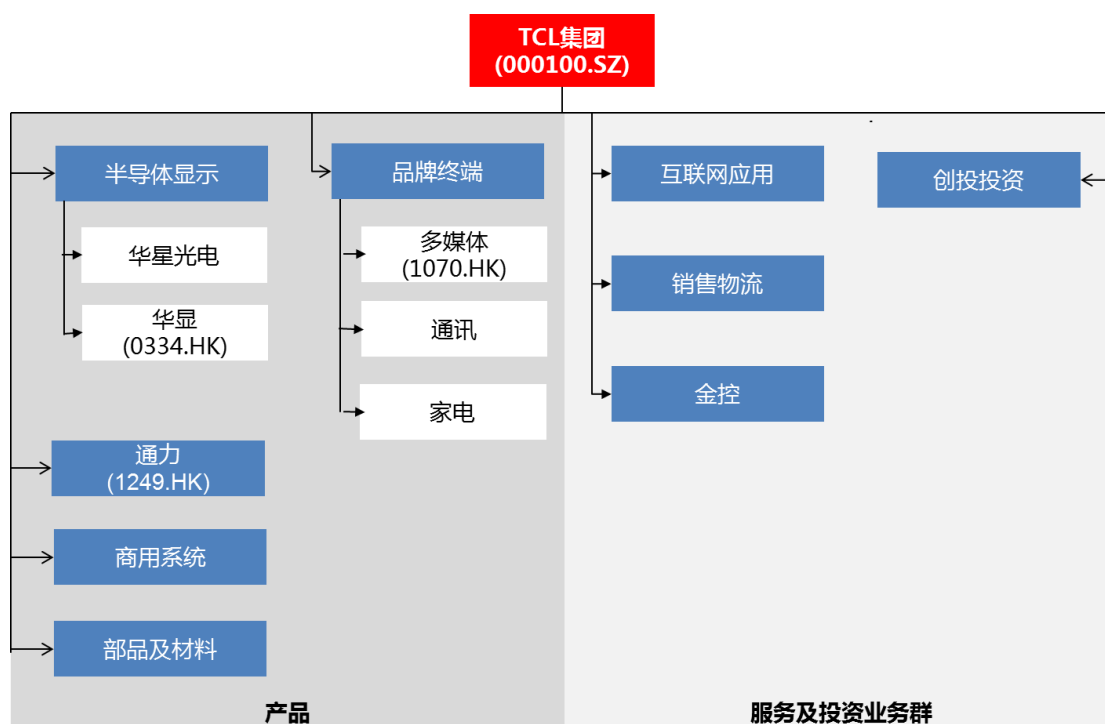 TCL集团
(000100.SZ)
半导体显示
华星光电
华显
(0334.HK)
通力
(1249.HK)
商用系统
部品及材料
品牌终端
多媒体
(1070.HK)
通讯
家电
产品
互联网应用
销售物流
金控
创投投资
服务及投资业务群